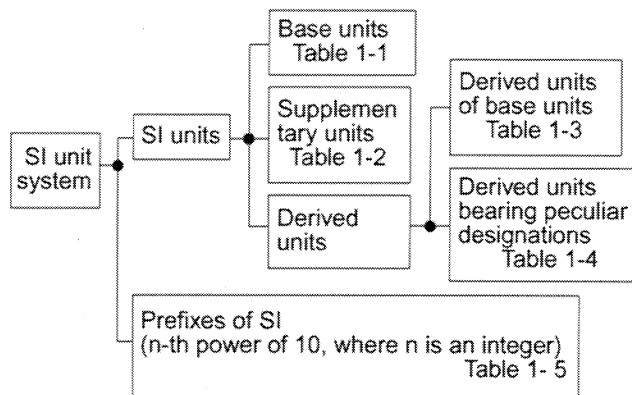 SI unit
system
SI units
Base units
Table 1-1
Supplemen
tary units
Table 1-2
Derived
units
Derived units
of base units
Table 1-3
Derived units
bearing peculiar
designations
Table 1-4
Prefixes of SI
(n-th power of 10, where n is an integer)
Table 1- 5